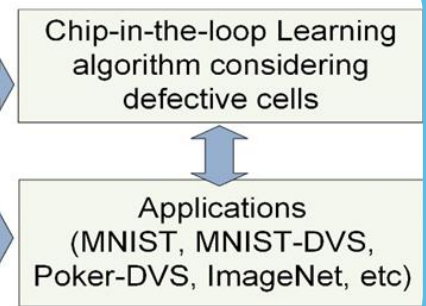 Chip-in-the-loop Learning
algorithm considering
defective cells
Applications
(MNIST, MNIST-DVS,
Poker-DVS, ImageNet, etc)